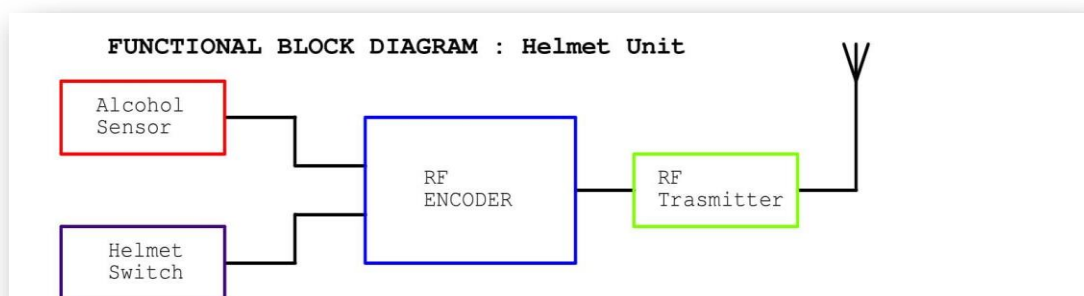 FUNCTIONAL BLOCK DIAGRAM : Helmet Unit
Alcohol
Sensor
RF
ENCODER
RF
Trasmitter
Helmet
Switch